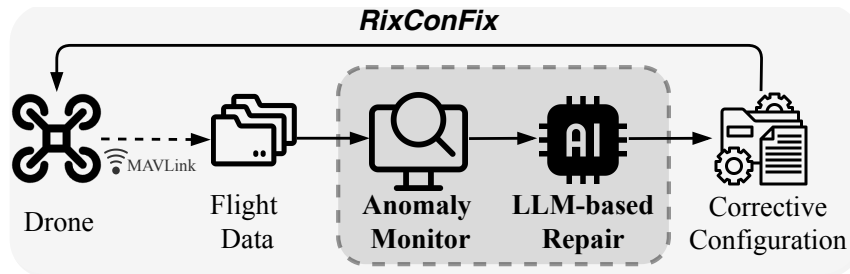 RixConFix
MAVLink
AI
Drone
Flight
Data
Anomaly
Monitor
LLM-based
Repair
Corrective
Configuration